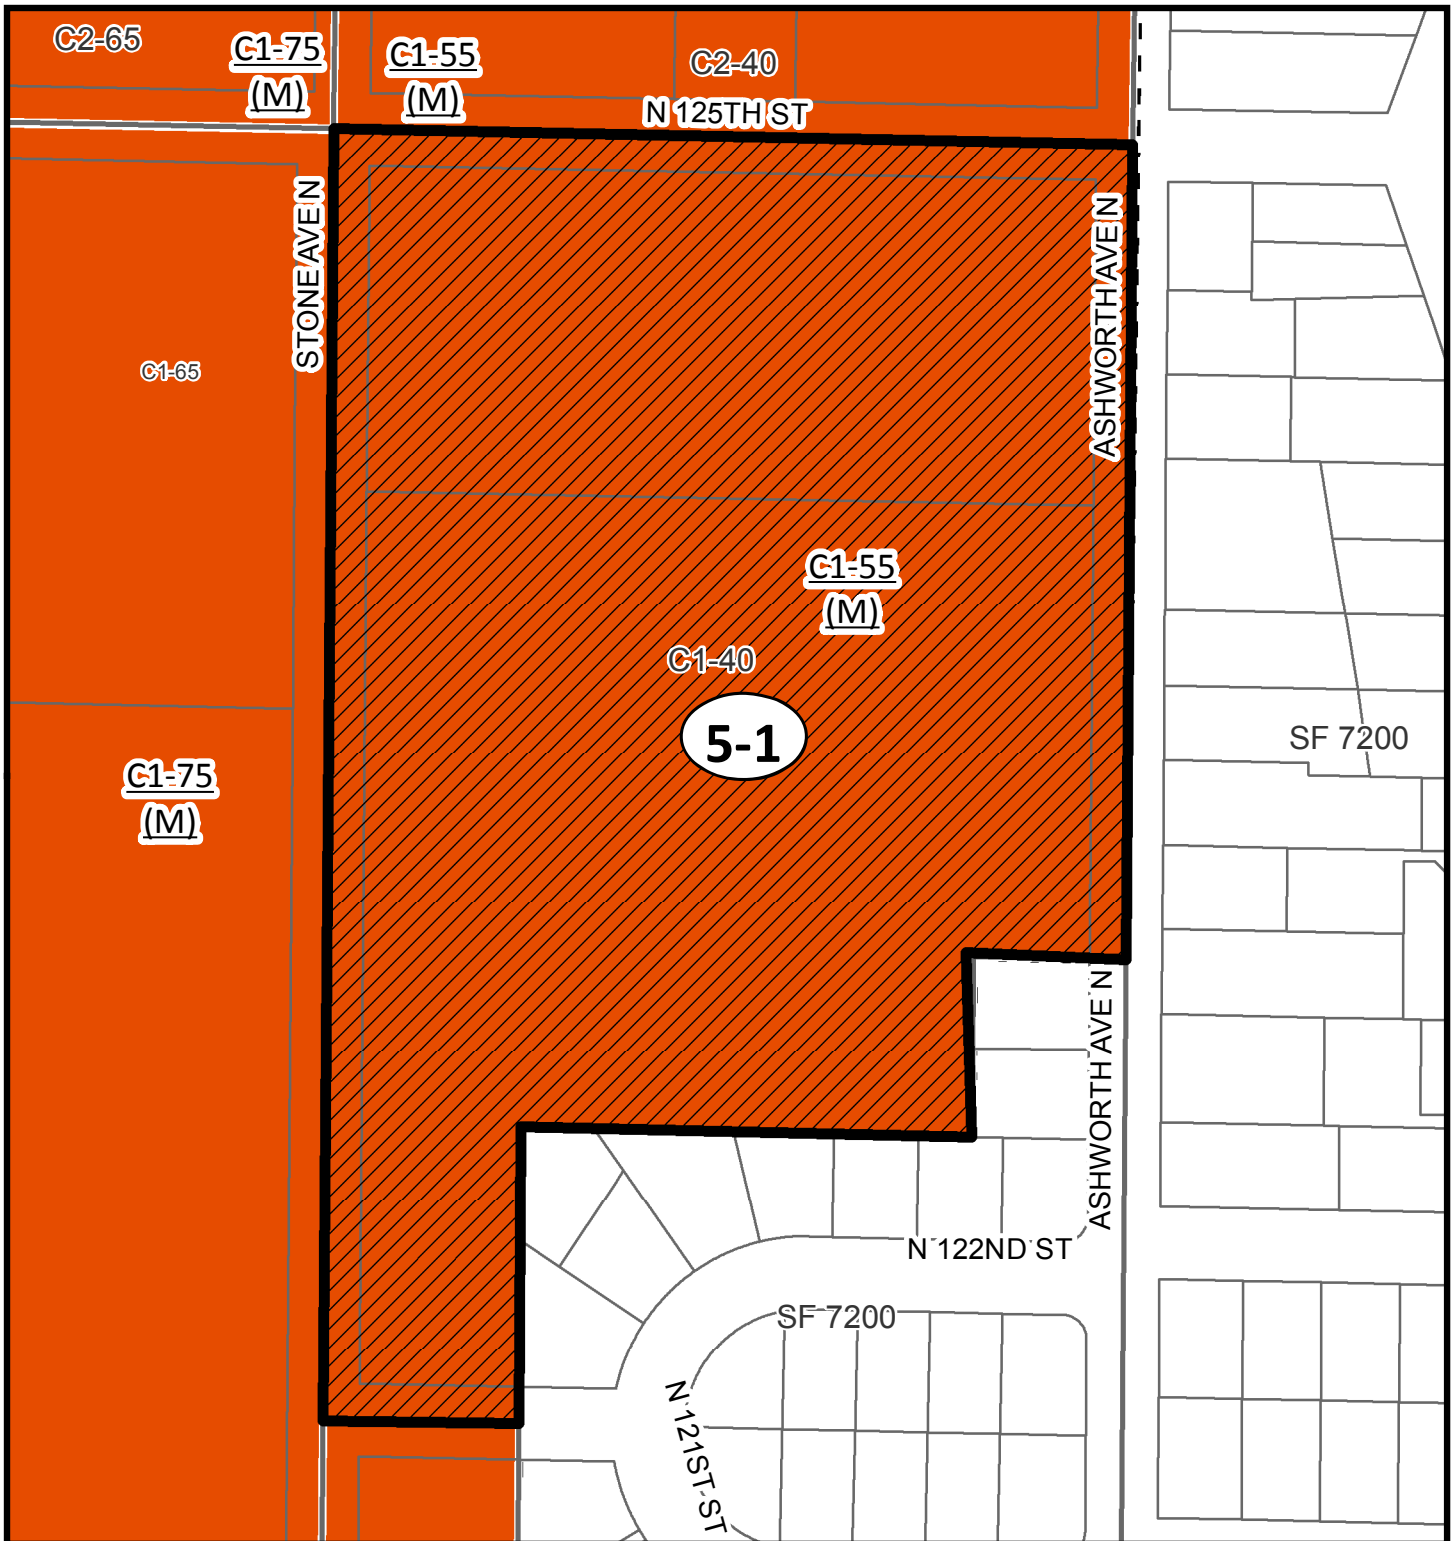 C2-65
C1-75
(M)
C1-55
(M)
C2-40
N 125TH ST
STONE AVE N
ASHWORTH AVE N
C1-65
C1-55
(M)
C1-40
5-1
SF 7200
C1-75
(M)
ASHWORTH AVE N
N 122ND ST
SF 7200
N 121ST ST